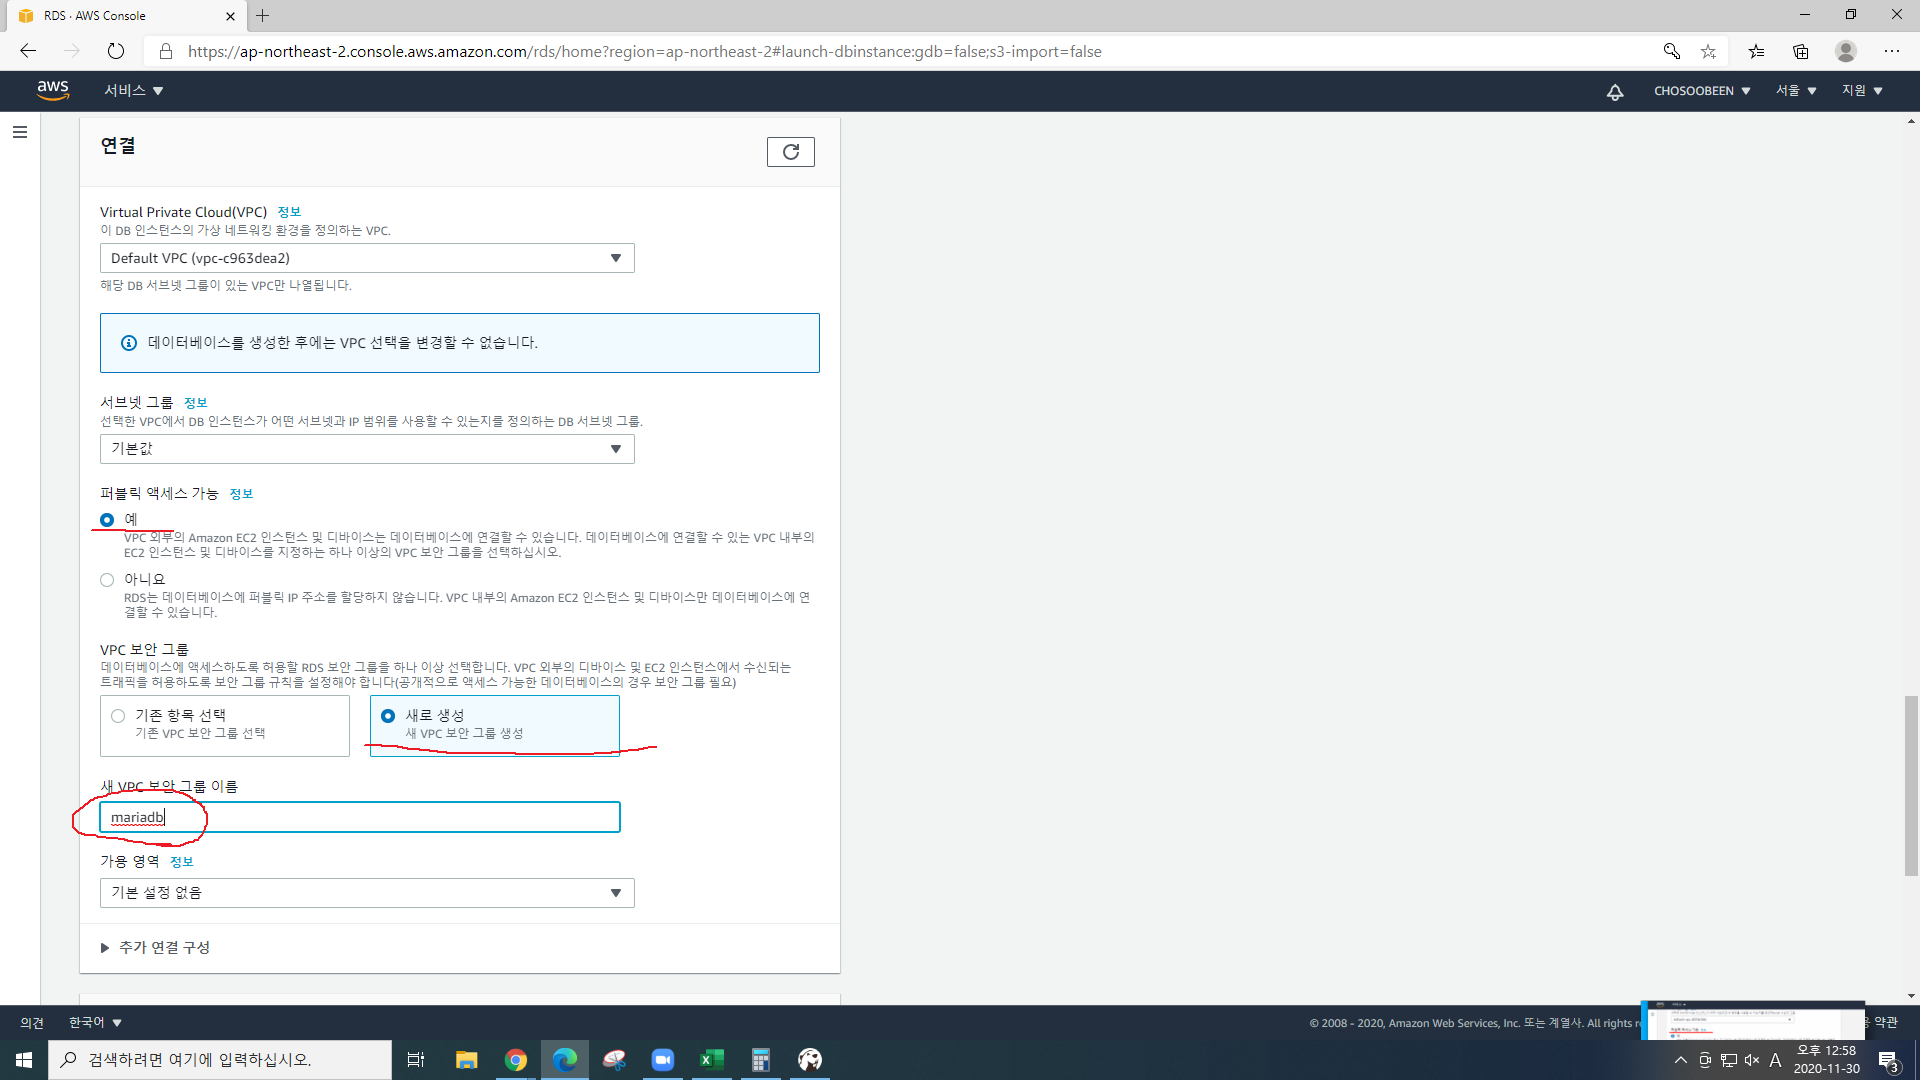 RDS · AWS Console
https://ap-northeast-2.console.aws.amazon.com/rds/home?region=ap-northeast-2#launch-dbinstance:gdb=false;s3-import=false
aws
서비스
CHOSOOBEEN
서울
지원
연결
Virtual Private Cloud(VPC) 정보
이 DB 인스턴스의 가상 네트워킹 환경을 정의하는 VPC.
Default VPC (vpc-c963dea2)
해당 DB 서브넷 그룹이 있는 VPC만 나열됩니다.
데이터베이스를 생성한 후에는 VPC 선택을 변경할 수 없습니다.
서브넷 그룹 정보
선택한 VPC에서 DB 인스턴스가 어떤 서브넷과 IP 범위를 사용할 수 있는지를 정의하는 DB 서브넷 그룹.
기본값
퍼블릭 액세스 가능 정보
예
VPC 외부의 Amazon EC2 인스턴스 및 디바이스는 데이터베이스에 연결할 수 있습니다. 데이터베이스에 연결할 수 있는 VPC 내부의
EC2 인스턴스 및 디바이스를 지정하는 하나 이상의 VPC 보안 그룹을 선택하십시오.
아니요
RDS는 데이터베이스에 퍼블릭 IP 주소를 할당하지 않습니다. VPC 내부의 Amazon EC2 인스턴스 및 디바이스만 데이터베이스에 연
결할 수 있습니다.
VPC 보안 그룹
데이터베이스에 액세스하도록 허용할 RDS 보안 그룹을 하나 이상 선택합니다. VPC 외부의 디바이스 및 EC2 인스턴스에서 수신되는
트래픽을 허용하도록 보안 그룹 규칙을 설정해야 합니다(공개적으로 액세스 가능한 데이터베이스의 경우 보안 그룹 필요)
기존 항목 선택
기존 VPC 보안 그룹 선택
새로 생성
새 VPC 보안 그룹 생성
새 VPC 보안 그룹 이름
mariadb
가용 영역 정보
기본 설정 없음
추가 연결 구성
의견
한국어
© 2008 - 2020, Amazon Web Services, Inc. 또는 계열사. All rights
약관
검색하려면 여기에 입력하십시오.
A
오후 12:58
2020-11-30
3